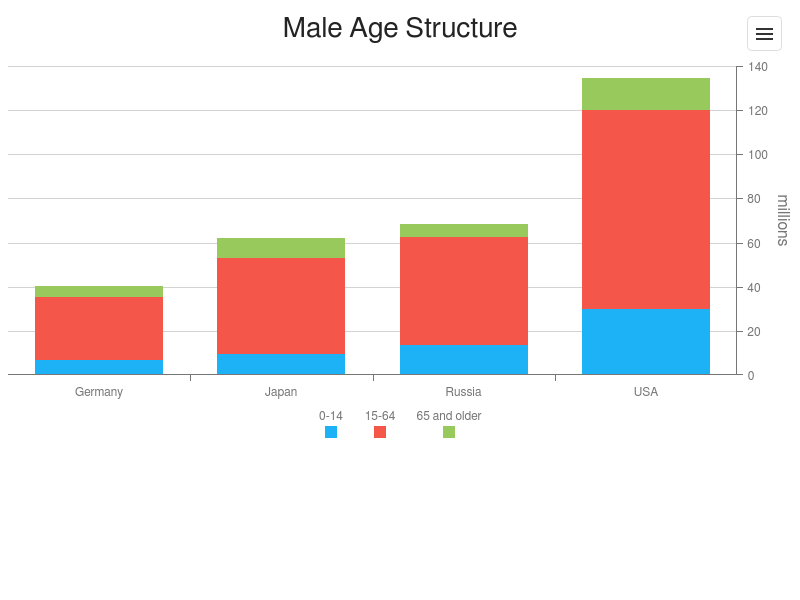 Male Age Structure
140
120
100
80
60
40
20
0
millions
Germany
Japan
Russia
USA
0-14
15-64
65 and older